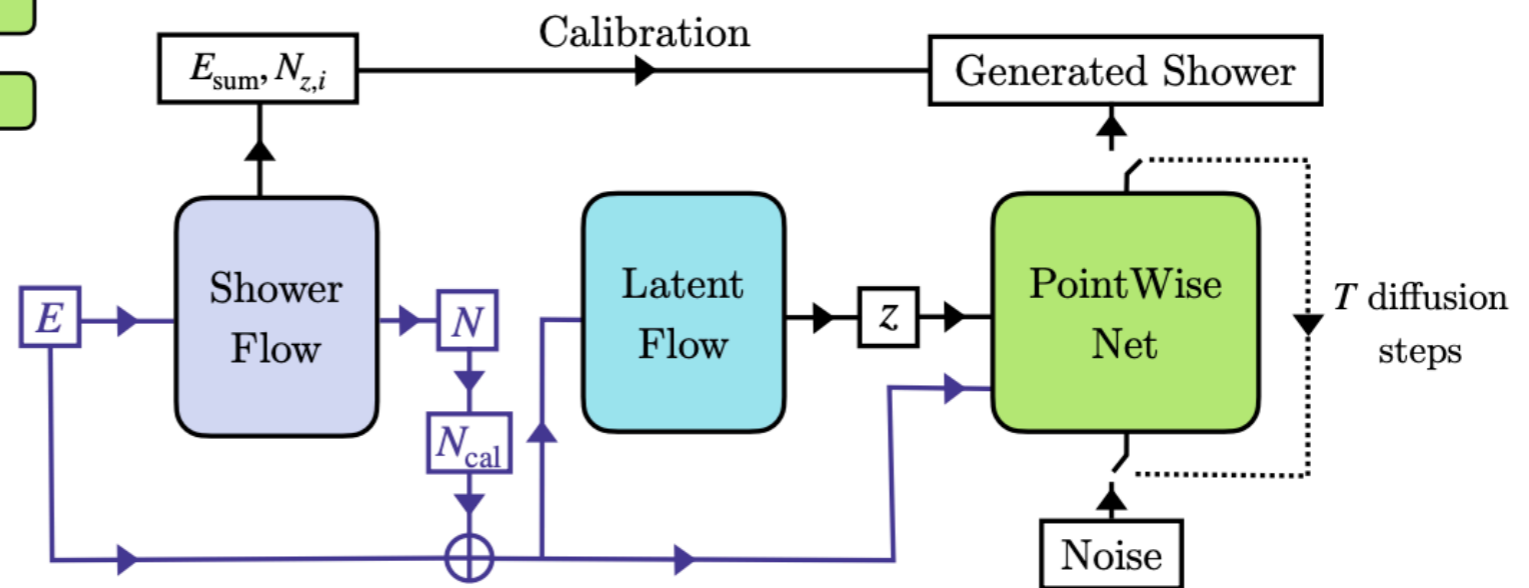 Calibration
E_sum, N_z,i
Generated Shower
Shower
Flow
Latent
Flow
PointWise
Net
E
N
z
T diffusion
steps
N_cal
Noise